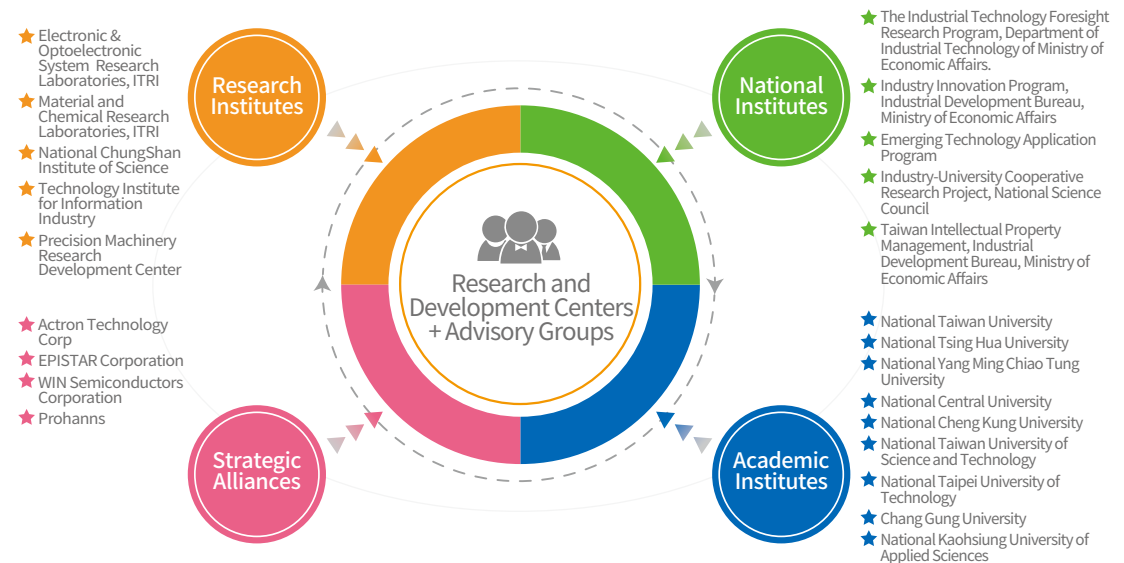 Electronic &
Optoelectronic
System Research
Laboratories, ITRI
Material and
Chemical Research
Laboratories, ITRI
National ChungShan
Institute of Science
Technology Institute
for Information
Industry
Precision Machinery
Research
Development Center
Research
Institutes
National
Institutes
The Industrial Technology Foresight
Research Program, Department of
Industrial Technology of Ministry of
Economic Affairs.
Industry Innovation Program,
Industrial Development Bureau,
Ministry of Economic Affairs
Emerging Technology Application
Program
Industry-University Cooperative
Research Project, National Science
Council
Taiwan Intellectual Property
Management, Industrial
Development Bureau, Ministry of
Economic Affairs
Research and
Development Centers
+ Advisory Groups
Actron Technology
Corp
EPISTAR Corporation
WIN Semiconductors
Corporation
Prohanns
Strategic
Alliances
Academic
Institutes
National Taiwan University
National Tsing Hua University
National Yang Ming Chiao Tung
University
National Central University
National Cheng Kung University
National Taiwan University of
Science and Technology
National Taipei University of
Technology
Chang Gung University
National Kaohsiung University of
Applied Sciences